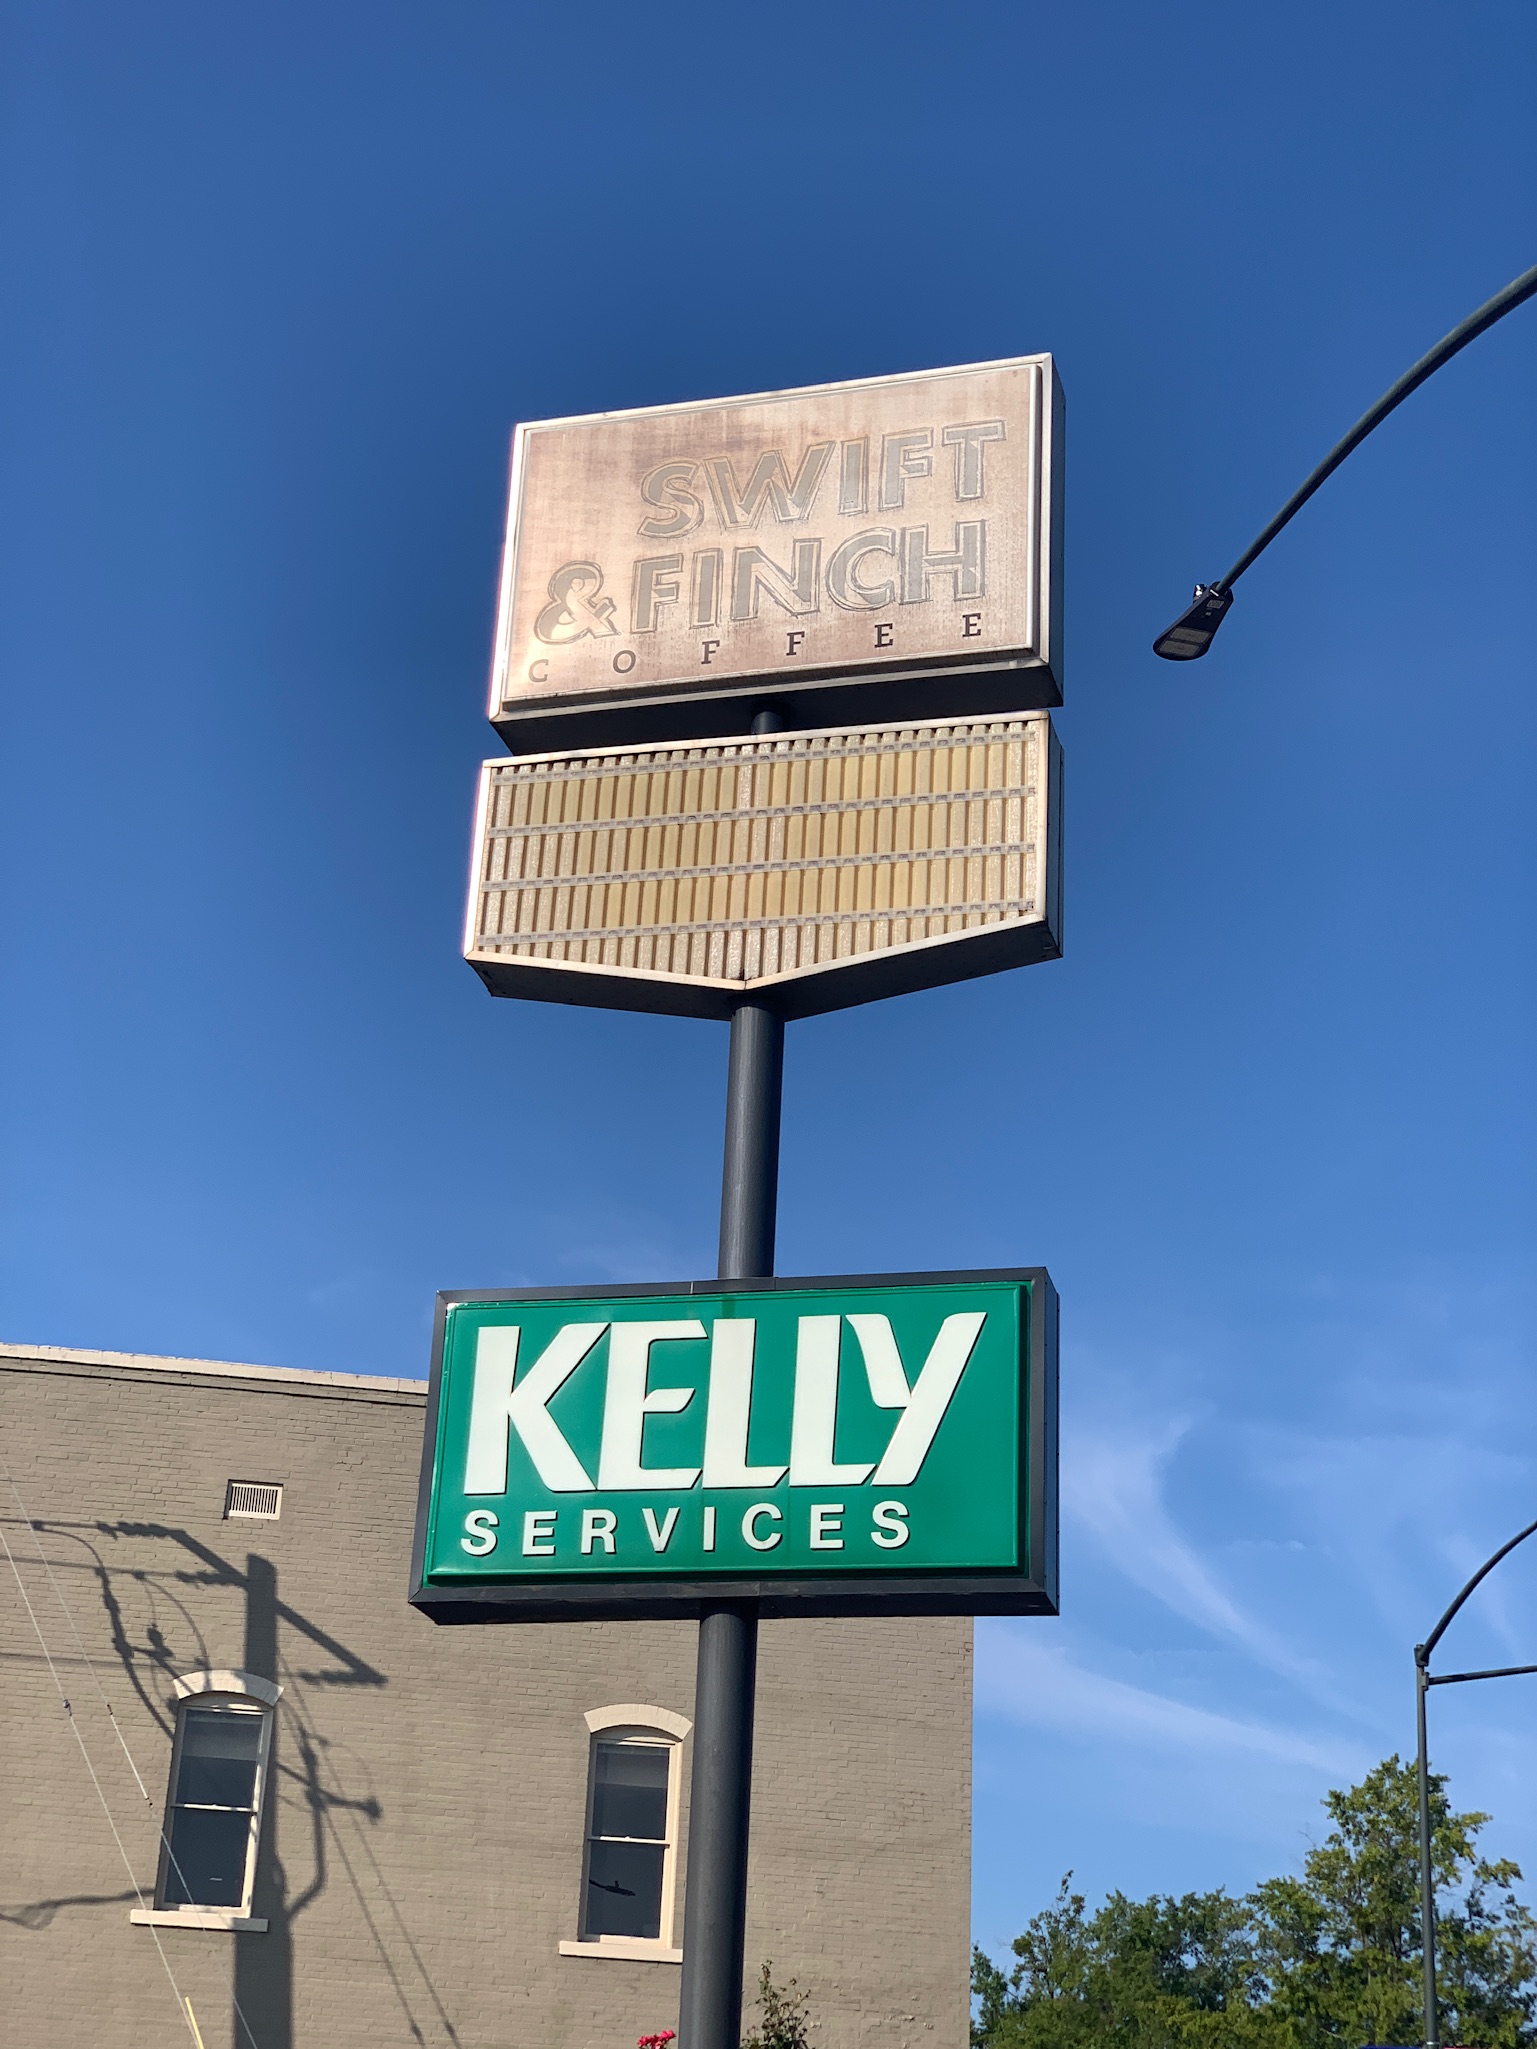 SWIFT
& FINCH
COFFEE
KELLY
SERVICES